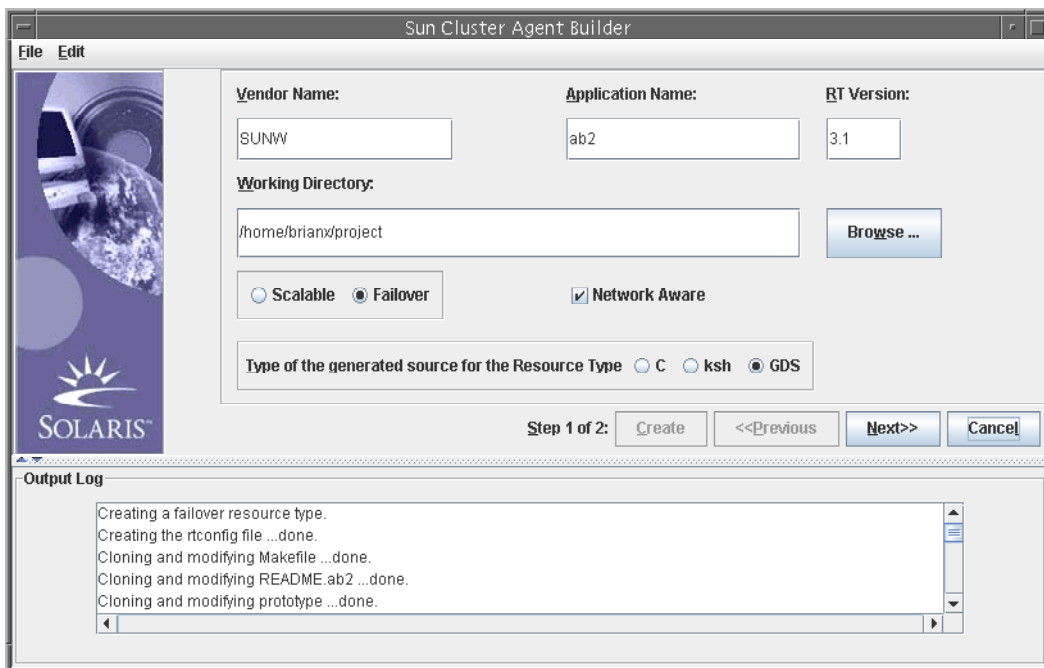 Sun Cluster Agent Builder
File Edit
Vendor Name: Application Name: RT Version:
SUNW ab2 3.1
Working Directory:
/home/brianx/project Browse ...
Scalable Failover Network Aware
Type of the generated source for the Resource Type C ksh GDS
SOLARIS™
Step 1 of 2: Create <<Previous Next>> Cancel
Output Log
Creating a failover resource type.
Creating the rtconfig file ...done.
Cloning and modifying Makefile ...done.
Cloning and modifying README.ab2 ...done.
Cloning and modifying prototype ...done.